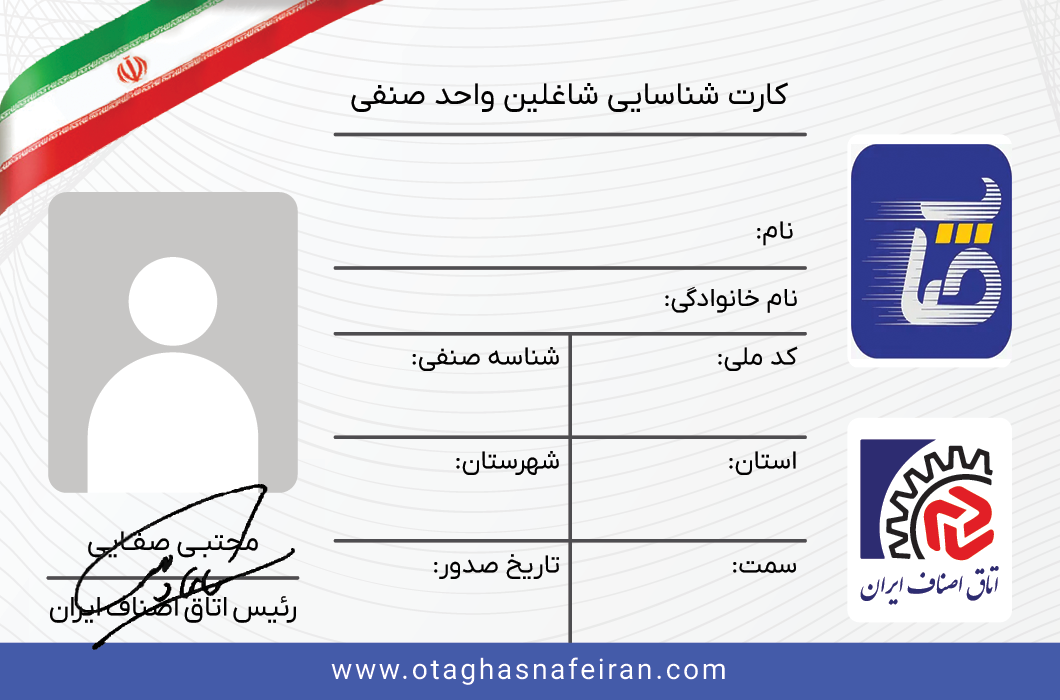 کارت شناسایی شاغلین واحد صنفی
نام:
نام خانوادگی:
کد ملی:
شناسه صنفی:
استان:
شهرستان:
سمت:
تاریخ صدور:
مجتبی صفایی
رئیس اتاق اصناف ایران
اتاق اصناف ایران
www.otaghasnafeiran.com